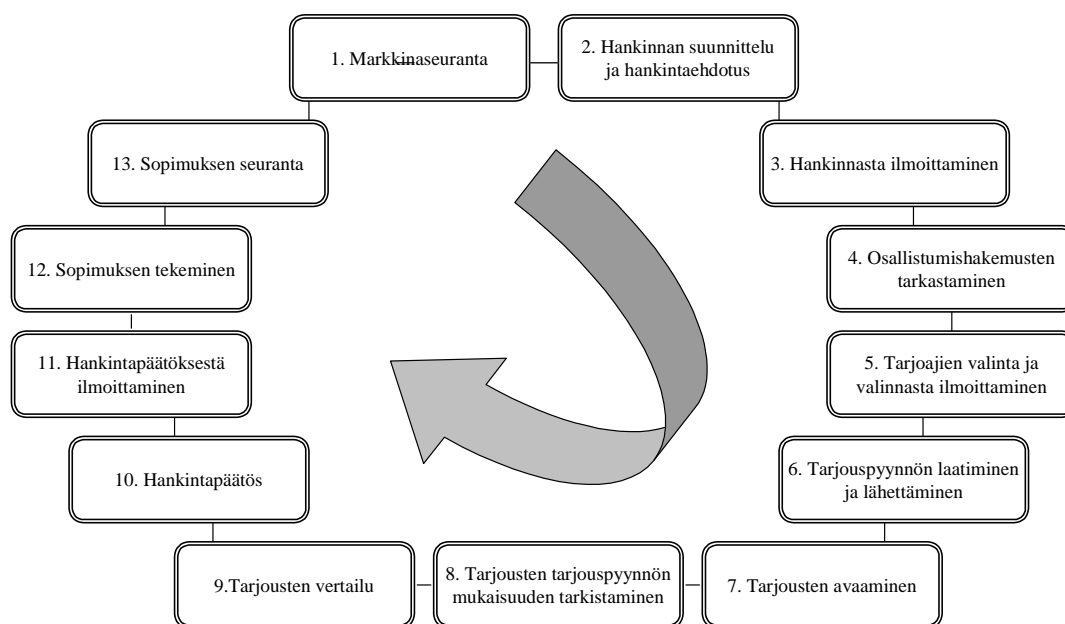 1. Markkinaseuranta
2. Hankinnan suunnittelu
ja hankintaehdotus
3. Hankinnasta ilmoittaminen
4. Osallistumishakemusten
tarkastaminen
5. Tarjoajien valinta ja
valinnasta ilmoittaminen
6. Tarjouspyynnön laatiminen
ja lähettäminen
7. Tarjousten avaaminen
8. Tarjousten tarjouspyynnön
mukaisuuden tarkistaminen
9.Tarjousten vertailu
10. Hankintapäätös
11. Hankintapäätöksestä
ilmoittaminen
12. Sopimuksen tekeminen
13. Sopimuksen seuranta